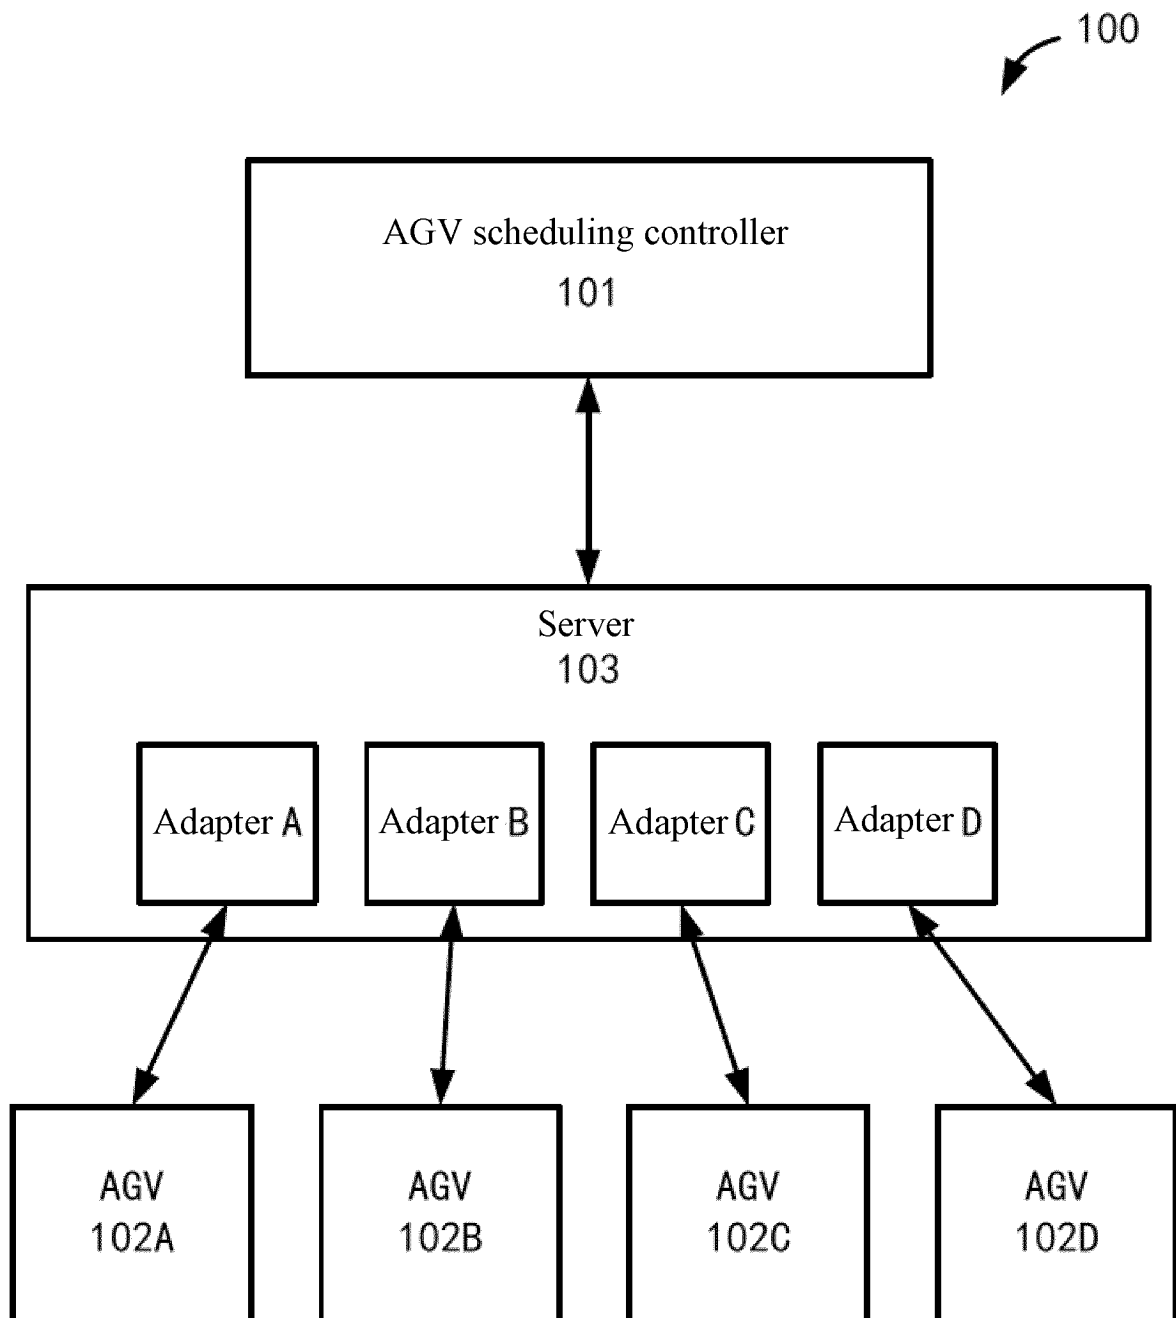 100
AGV scheduling controller
101
Server
103
Adapter A
Adapter B
Adapter C
Adapter D
AGV
102A
AGV
102B
AGV
102C
AGV
102D